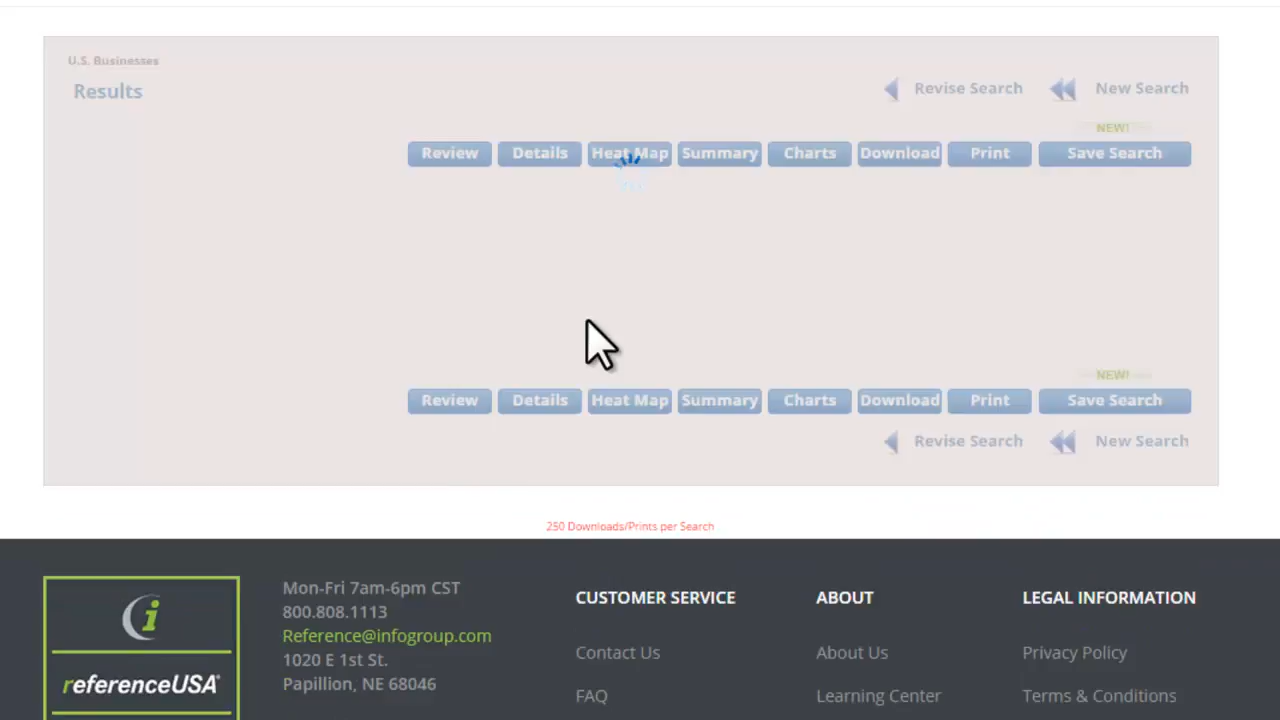 U.S. Businesses
Results
Revise Search
New Search
NEW!
Review
Details
Heat Map
Summary
Charts
Download
Print
Save Search
NEW!
Review
Details
Heat Map
Summary
Charts
Download
Print
Save Search
Revise Search
New Search
250 Downloads/Prints per Search
i
referenceUSA
Mon-Fri 7am-6pm CST
800.808.1113
Reference@infogroup.com
1020 E 1st St.
Papillion, NE 68046
CUSTOMER SERVICE
Contact Us
FAQ
ABOUT
About Us
Learning Center
LEGAL INFORMATION
Privacy Policy
Terms & Conditions